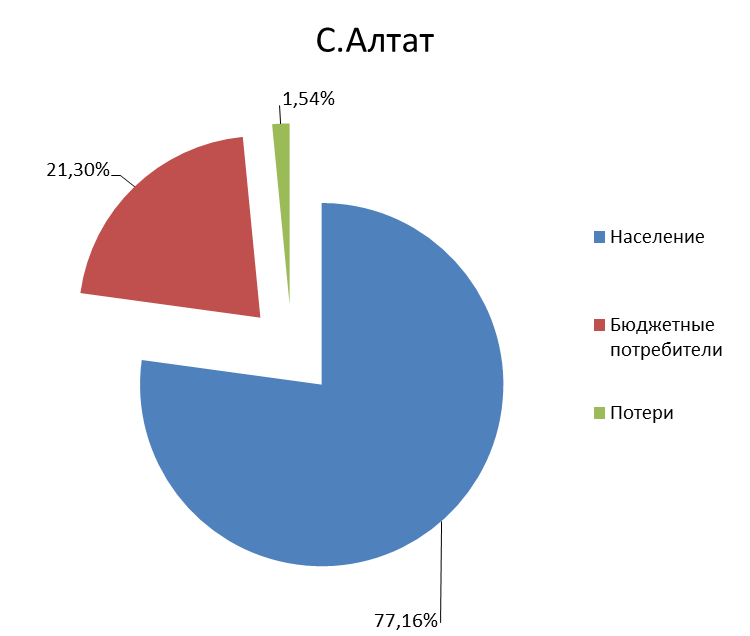 С.Алтат
1,54%
21,30%
Население
Бюджетные
потребители
Потери
77,16%